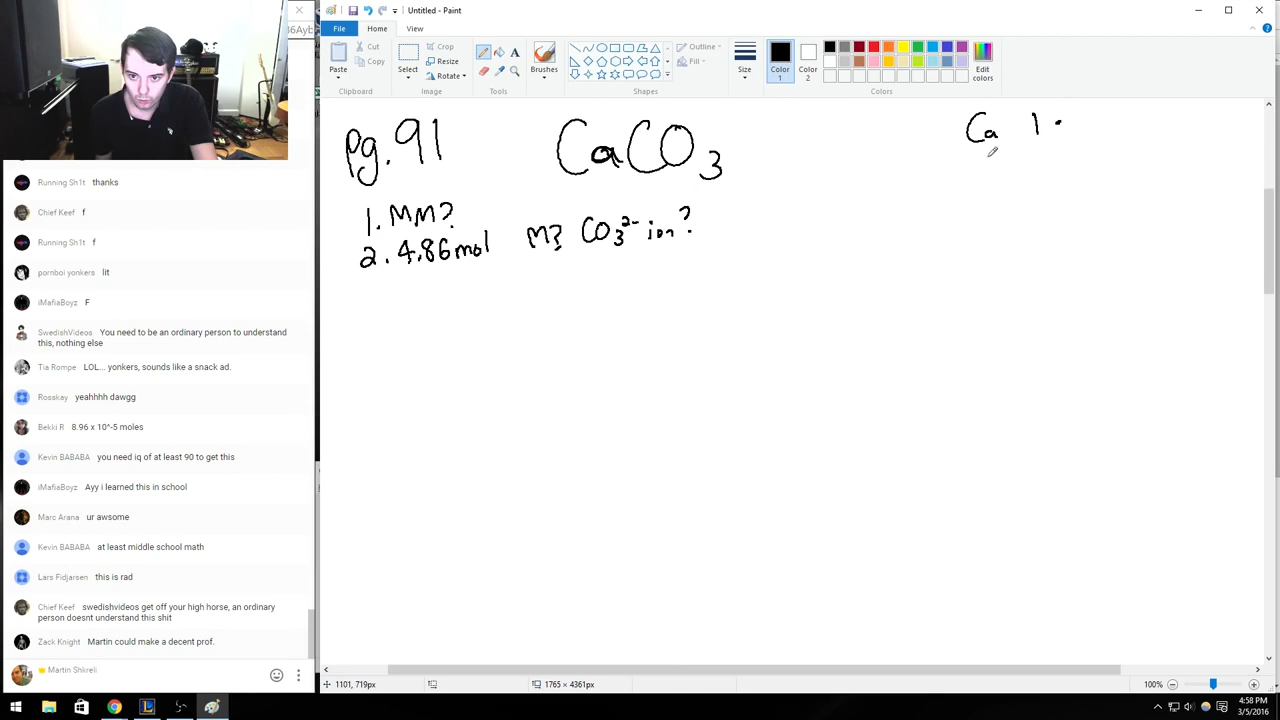 36Ayb
Untitled - Paint
File Home View
Paste Cut Copy Clipboard
Select Crop Resize Rotate Image
A Tools
Brushes
Outline Fill Shapes
Size
Color 1
Color 2
Edit colors
Colors
Running Sh1t thanks
Chief Keef f
Running Sh1t f
pornboi yonkers lit
iMafiaBoyz F
SwedishVideos You need to be an ordinary person to understand
this, nothing else
Tia Rompe LOL... yonkers, sounds like a snack ad.
Rosskay yeahhhh dawgg
Bekki R 8.96 x 10^-5 moles
Kevin BABABA you need iq of at least 90 to get this
iMafiaBoyz Ayy i learned this in school
Marc Arana ur awsome
Kevin BABABA at least middle school math
Lars Fidjarsen this is rad
Chief Keef swedishvideos get off your high horse, an ordinary
person doesnt understand this shit
Zack Knight Martin could make a decent prof.
Martin Shkreli
pg. 91 CaCO3 Ca 1 ·
1. MM?
2. 4.86mol M? CO3 2- ion?
1101, 719px 1765 × 4361px 100%
4:58 PM
3/5/2016